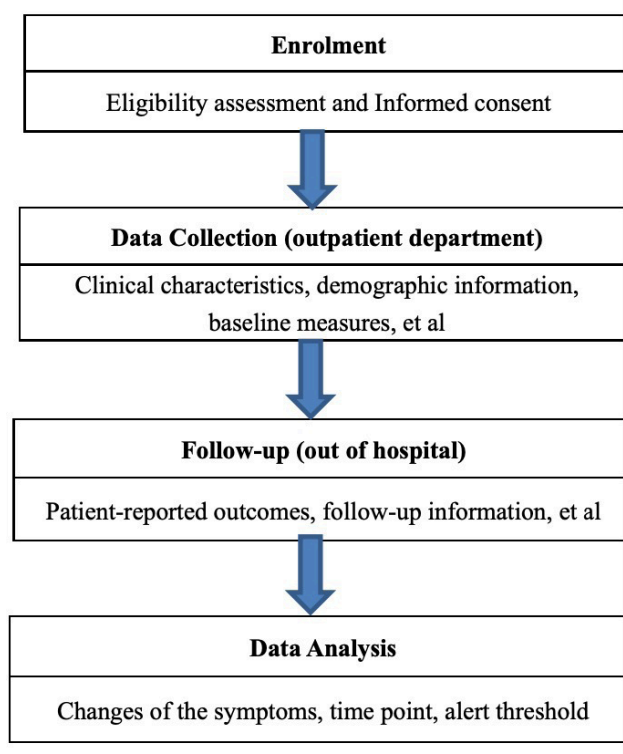 Enrolment
Eligibility assessment and Informed consent
Data Collection (outpatient department)
Clinical characteristics, demographic information,
baseline measures, et al
Follow-up (out of hospital)
Patient-reported outcomes, follow-up information, et al
Data Analysis
Changes of the symptoms, time point, alert threshold